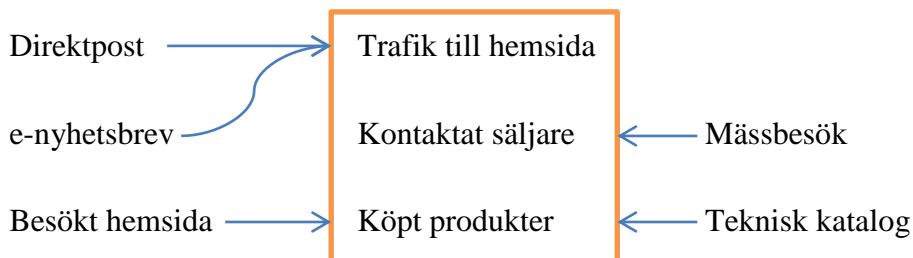 Direktpost Trafik till hemsida
e-nyhetsbrev Kontaktat säljare Mässbesök
Besökt hemsida Köpt produkter Teknisk katalog